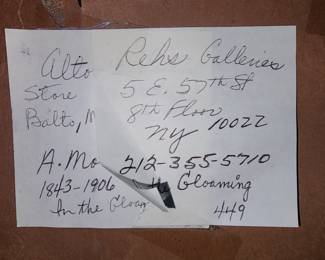 Alto Rehs Galleries
Store 5 E. 57th St
Balto, M 8th Floor
NY 10022
A. Mo 212-355-5710
1843-1906 Gloaming
In the Gloa 449